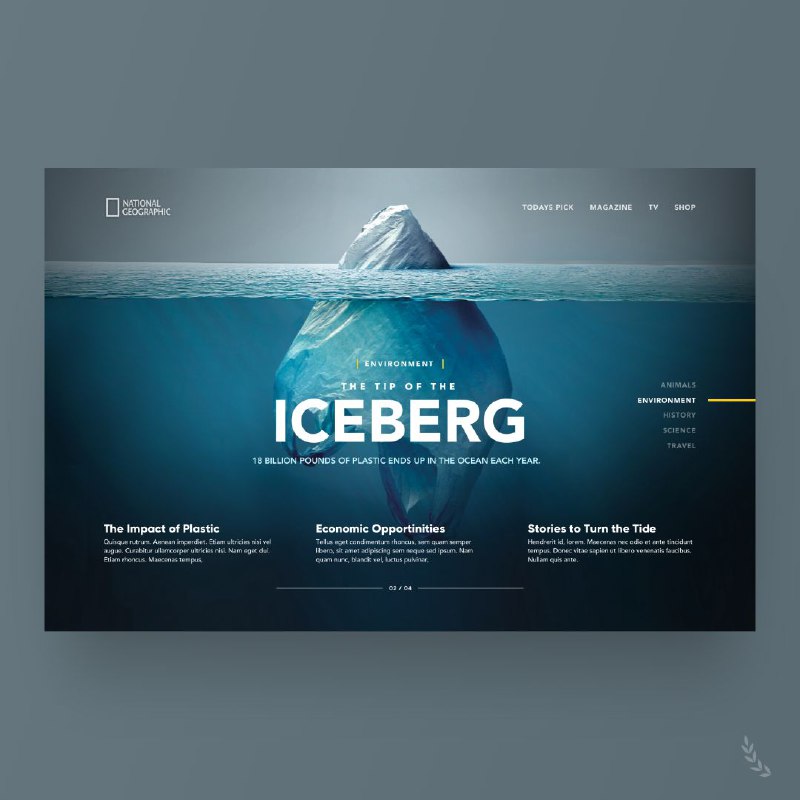 NATIONAL
GEOGRAPHIC
TODAYS PICK MAGAZINE TV SHOP
ENVIRONMENT
THE TIP OF THE
ICEBERG
18 BILLION POUNDS OF PLASTIC ENDS UP IN THE OCEAN EACH YEAR.
ANIMALS
ENVIRONMENT
HISTORY
SCIENCE
TRAVEL
The Impact of Plastic
Quisque rutrum. Aenean imperdiet. Etiam ultricies nisi vel
augue. Curabitur ullamcorper ultricies nisi. Nam eget dui.
Etiam rhoncus. Maecenas tempus,
Economic Opportinities
Tellus eget condimentum rhoncus, sem quam semper
libero, sit amet adipiscing sem neque sed ipsum. Nam
quam nunc, blandit vel, luctus pulvinar,
Stories to Turn the Tide
Hendrerit id, lorem. Maecenas nec odio et ante tincidunt
tempus. Donec vitae sapien ut libero venenatis faucibus.
Nullam quis ante.
02 / 04